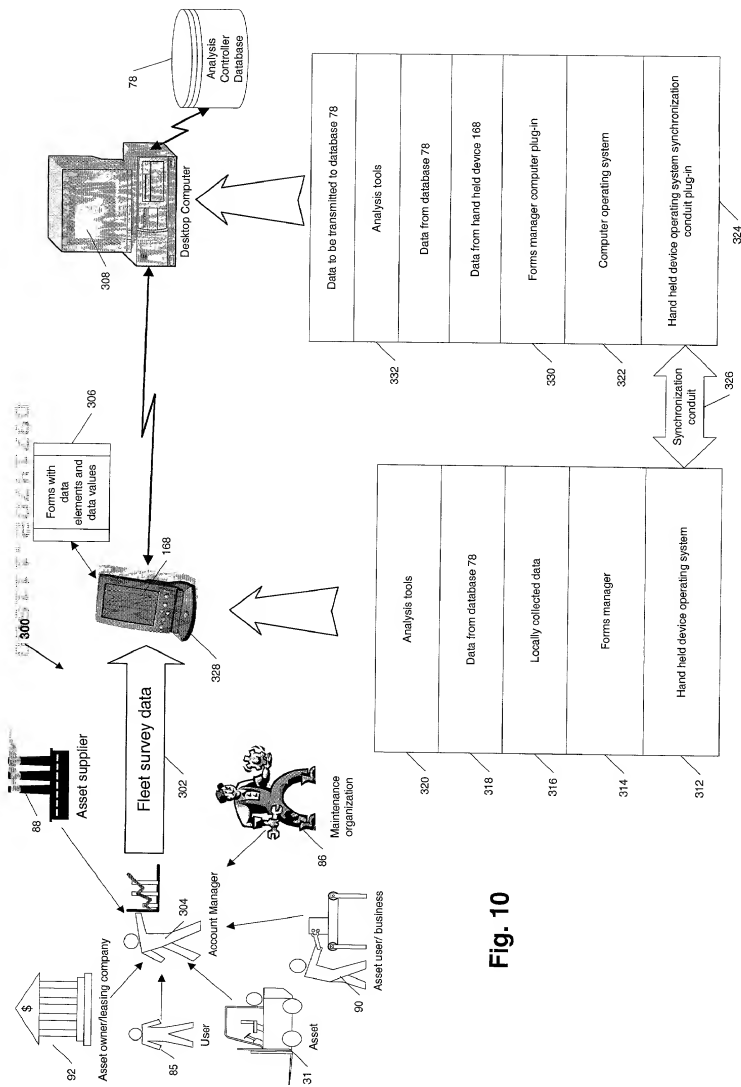 300
88
Asset supplier
92
$
Asset owner/leasing company
85
User
31
Asset
304
Account Manager
90
Asset user/ business
86
Maintenance
organization
Fleet survey data
302
306
Forms with
data
elements and
data values
168
328
308
Desktop Computer
78
Analysis
Controller
Database
320
Analysis tools
318
Data from database 78
316
Locally collected data
314
Forms manager
312
Hand held device operating system
Synchronization
conduit
326
Data to be transmitted to database 78
332
Analysis tools
Data from database 78
Data from hand held device 168
330
Forms manager computer plug-in
322
Computer operating system
Hand held device operating system synchronization
conduit plug-in
324
Fig. 10